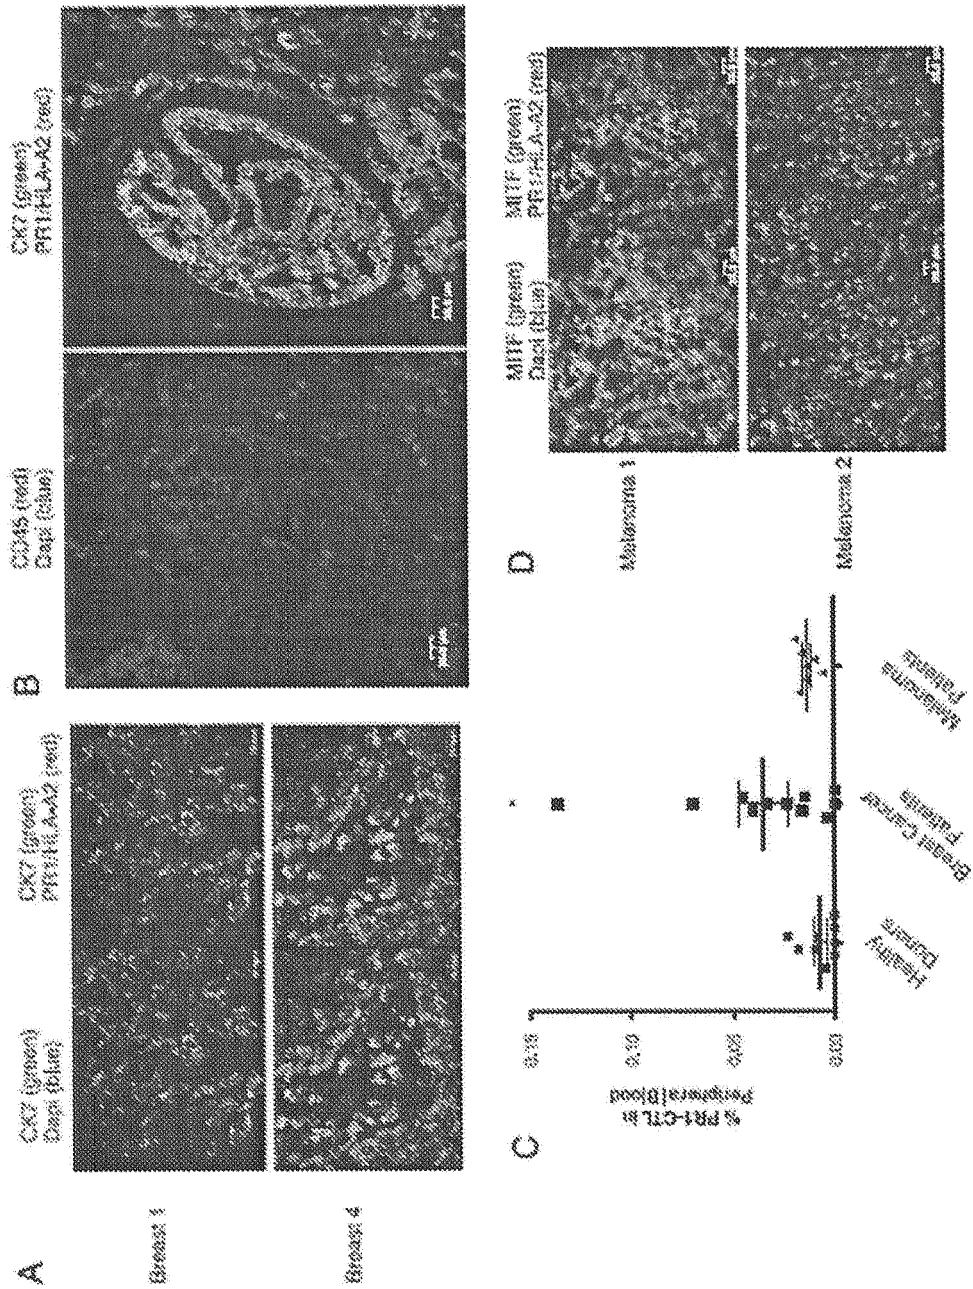 A
CK7 (green)
Dapi (blue)
CK7 (green)
PR1/HLA-A2 (red)
Breast 1
Breast 4
B
CD45 (red)
Dapi (blue)
CK7 (green)
PR1/HLA-A2 (red)
C
% PR1-CTL in
Peripheral Blood
0.15
0.10
0.05
0.00
Healthy
Donors
Breast Cancer
Patients
Melanoma
Patients
*
D
MITF (green)
Dapi (blue)
MITF (green)
PR1/HLA-A2 (red)
Melanoma 1
Melanoma 2